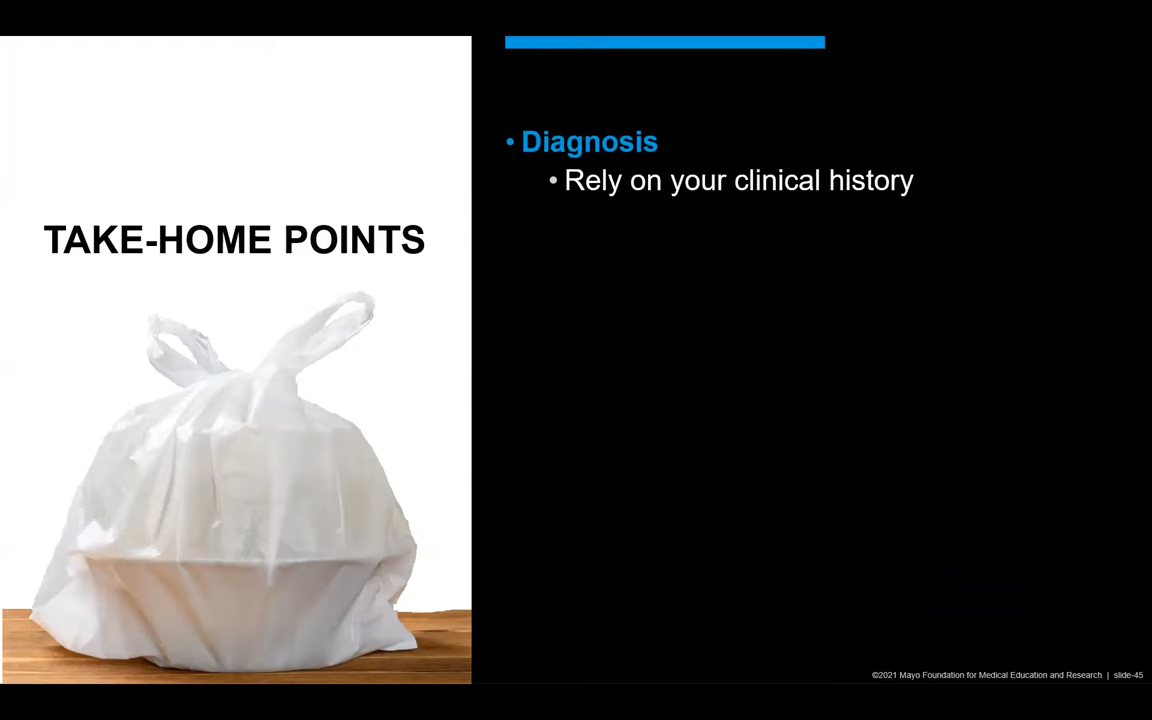 TAKE-HOME POINTS
• Diagnosis
• Rely on your clinical history
©2021 Mayo Foundation for Medical Education and Research | slide-45